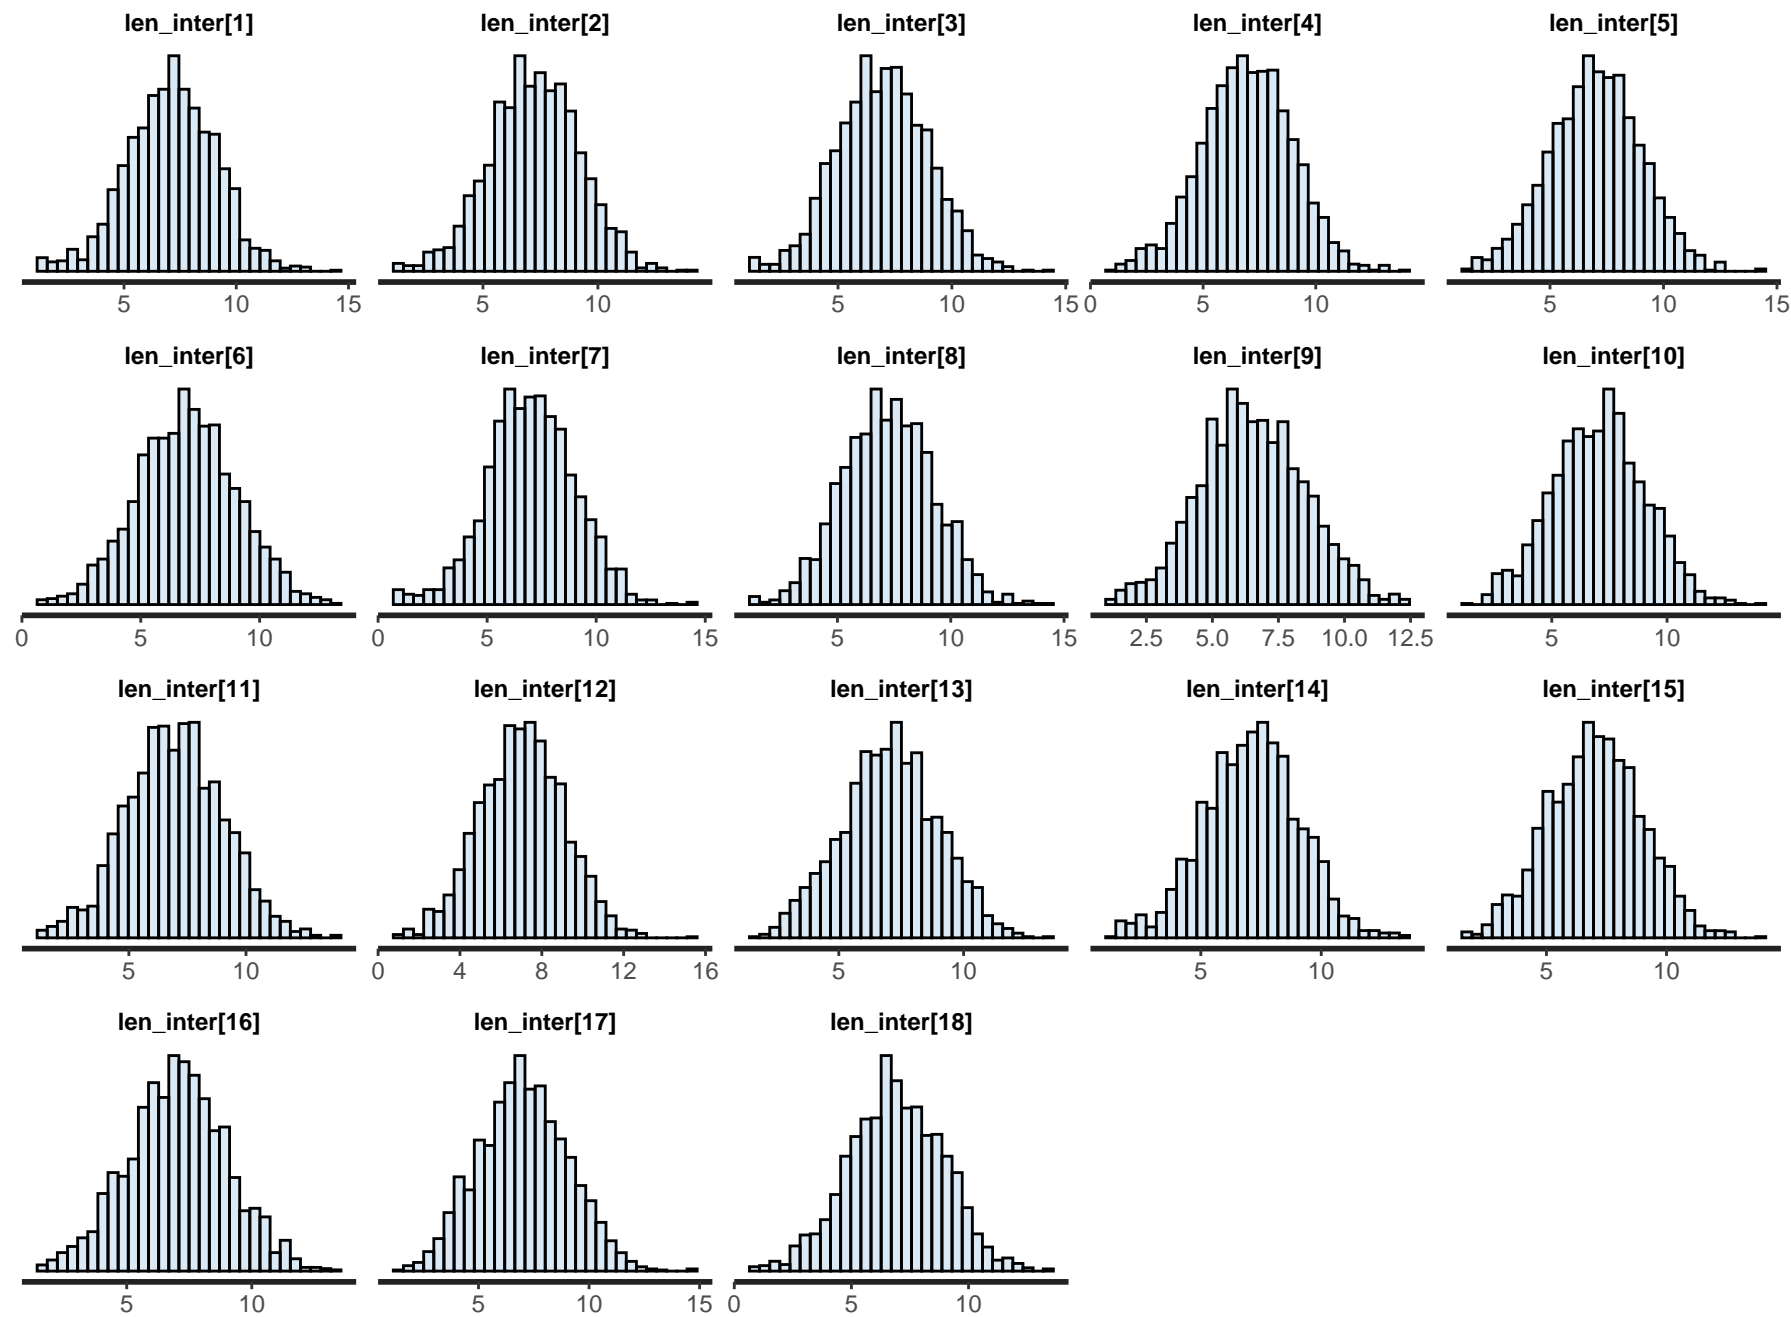 len_inter[1] len_inter[2] len_inter[3] len_inter[4] len_inter[5]
5 10 15 5 10 5 10 15 0 5 10 5 10 15
len_inter[6] len_inter[7] len_inter[8] len_inter[9] len_inter[10]
0 5 10 0 5 10 15 5 10 15 2.5 5.0 7.5 10.0 12.5 5 10
len_inter[11] len_inter[12] len_inter[13] len_inter[14] len_inter[15]
5 10 0 4 8 12 16 5 10 5 10 5 10
len_inter[16] len_inter[17] len_inter[18]
5 10 5 10 15 0 5 10